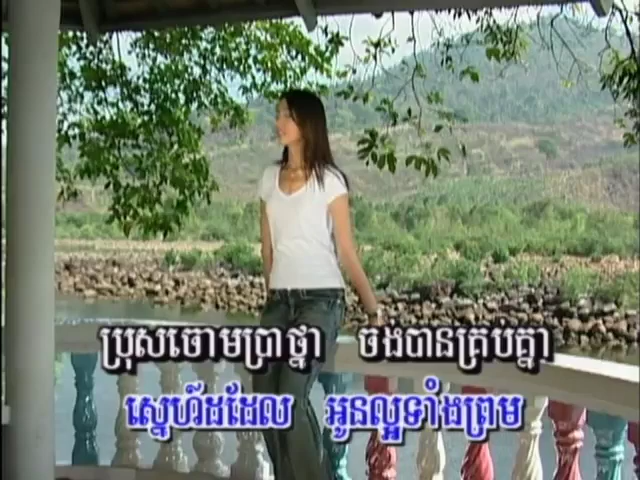 ប្រុសចោមប្រាថ្នា ចង់បានគ្រប់គ្នា
ស្នេហ៍ដដែល អូនល្អទាំងព្រម